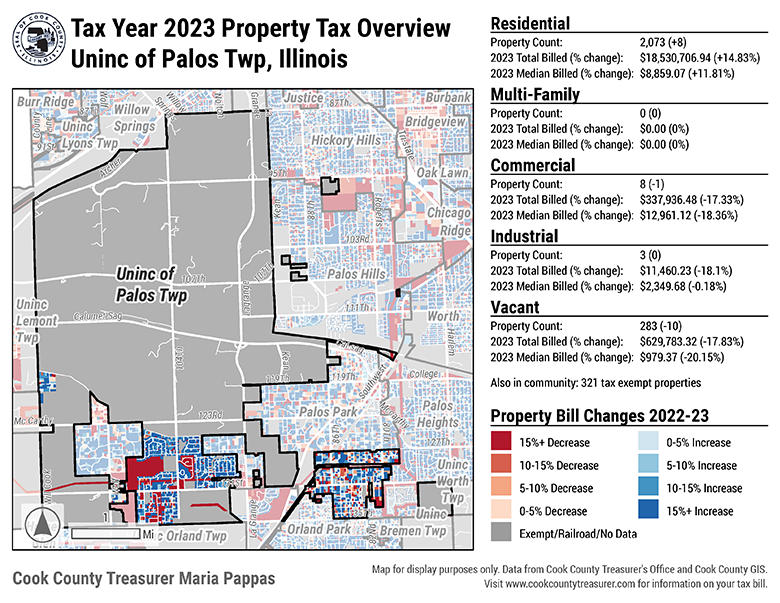 Tax Year 2023 Property Tax Overview
Uninc of Palos Twp, Illinois
Burr Ridge
Willow
Springs
Uninc
Lyons Twp
Justice
87Th
Burbank
Bridgeview
Hickory Hills
Tristate
Archer
95Th
Oak Lawn
Kean
88Th
Roberts
Chicago
Ridge
103Rd
Uninc of
Palos Twp
107Th
107Th
Palos Hills
Uninc
Lemont
Twp
Calumet Sag
111Th
Worth
Harlem
104Th
Kean
Cal Sag
Southwest
119Th
119Th
College
McCarthy
123Rd
Palos Park
86Th
Palos
Heights
127Th
Will Cook
Uninc
Worth
Twp
Uninc
Bremen Twp
Orland Park
Orland Twp
La Grange
1
Mi
Residential
Property Count: 2,073 (+8)
2023 Total Billed (% change): $18,530,706.94 (+14.83%)
2023 Median Billed (% change): $8,859.07 (+11.81%)
Multi-Family
Property Count: 0 (0)
2023 Total Billed (% change): $0.00 (0%)
2023 Median Billed (% change): $0.00 (0%)
Commercial
Property Count: 8 (-1)
2023 Total Billed (% change): $337,936.48 (-17.33%)
2023 Median Billed (% change): $12,961.12 (-18.36%)
Industrial
Property Count: 3 (0)
2023 Total Billed (% change): $11,460.23 (-18.1%)
2023 Median Billed (% change): $2,349.68 (-0.18%)
Vacant
Property Count: 283 (-10)
2023 Total Billed (% change): $629,783.32 (-17.83%)
2023 Median Billed (% change): $979.37 (-20.15%)
Also in community: 321 tax exempt properties
Property Bill Changes 2022-23
15%+ Decrease
10-15% Decrease
5-10% Decrease
0-5% Decrease
Exempt/Railroad/No Data
0-5% Increase
5-10% Increase
10-15% Increase
15%+ Increase
Cook County Treasurer Maria Pappas
Map for display purposes only. Data from Cook County Treasurer's Office and Cook County GIS.
Visit www.cookcountytreasurer.com for information on your tax bill.